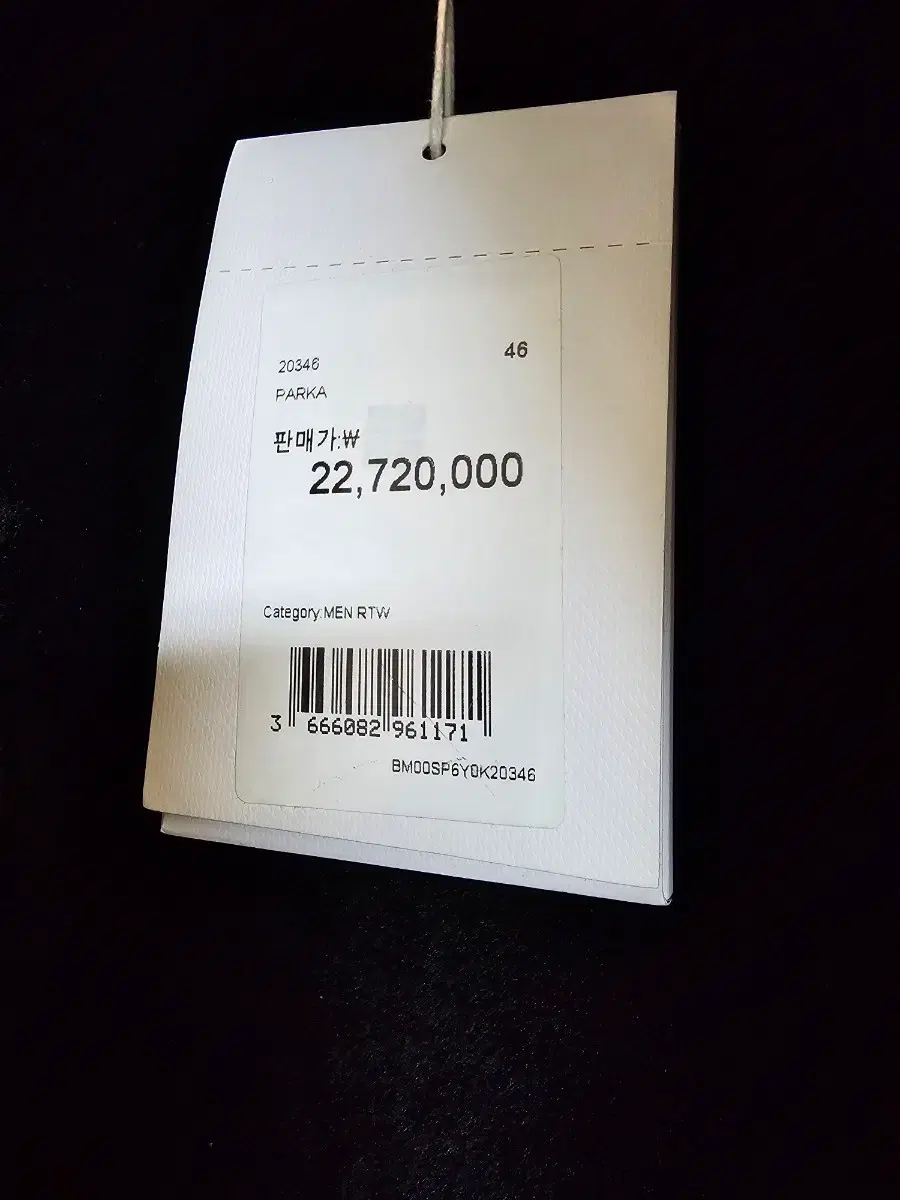 20346 46
PARKA
판매가:₩
22,720,000
Category:MEN RTW
3 666082 961171
BM00SP6Y0K20346